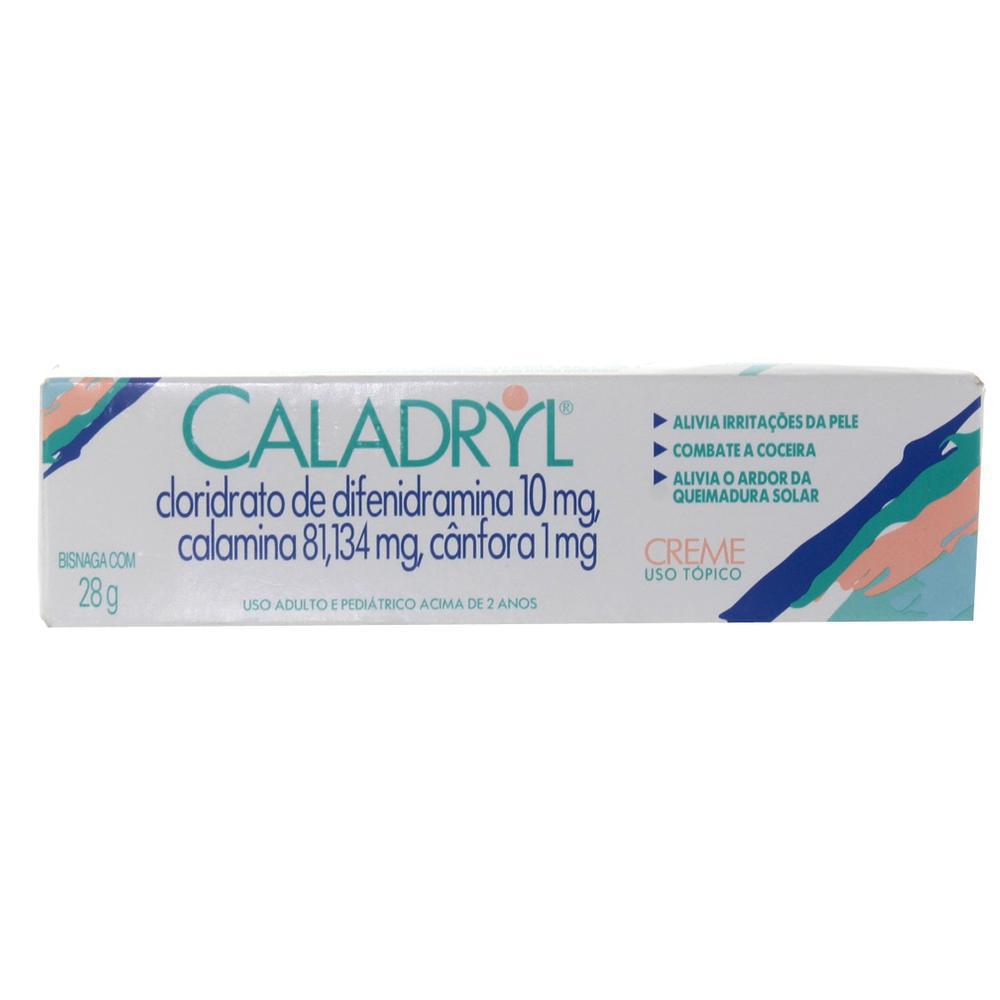 CALADRYL®
cloridrato de difenidramina 10 mg,
calamina 81,134 mg, cânfora 1 mg
BISNAGA COM
28 g
USO ADULTO E PEDIÁTRICO ACIMA DE 2 ANOS
ALIVIA IRRITAÇÕES DA PELE
COMBATE A COCEIRA
ALIVIA O ARDOR DA
QUEIMADURA SOLAR
CREME
USO TÓPICO